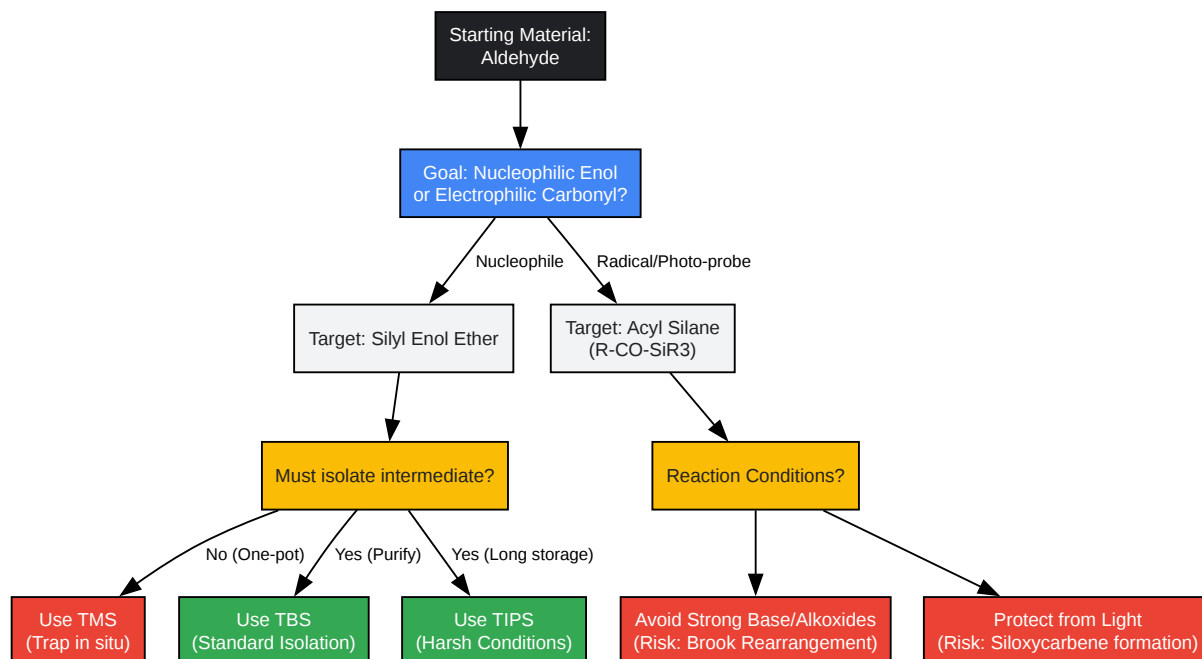 Starting Material:
Aldehyde
Goal: Nucleophilic Enol
or Electrophilic Carbonyl?
Nucleophile
Radical/Photo-probe
Target: Silyl Enol Ether
Target: Acyl Silane
(R-CO-SiR3)
Must isolate intermediate?
Reaction Conditions?
No (One-pot)
Yes (Purify)
Yes (Long storage)
Use TMS
(Trap in situ)
Use TBS
(Standard Isolation)
Use TIPS
(Harsh Conditions)
Avoid Strong Base/Alkoxides
(Risk: Brook Rearrangement)
Protect from Light
(Risk: Siloxycarbene formation)